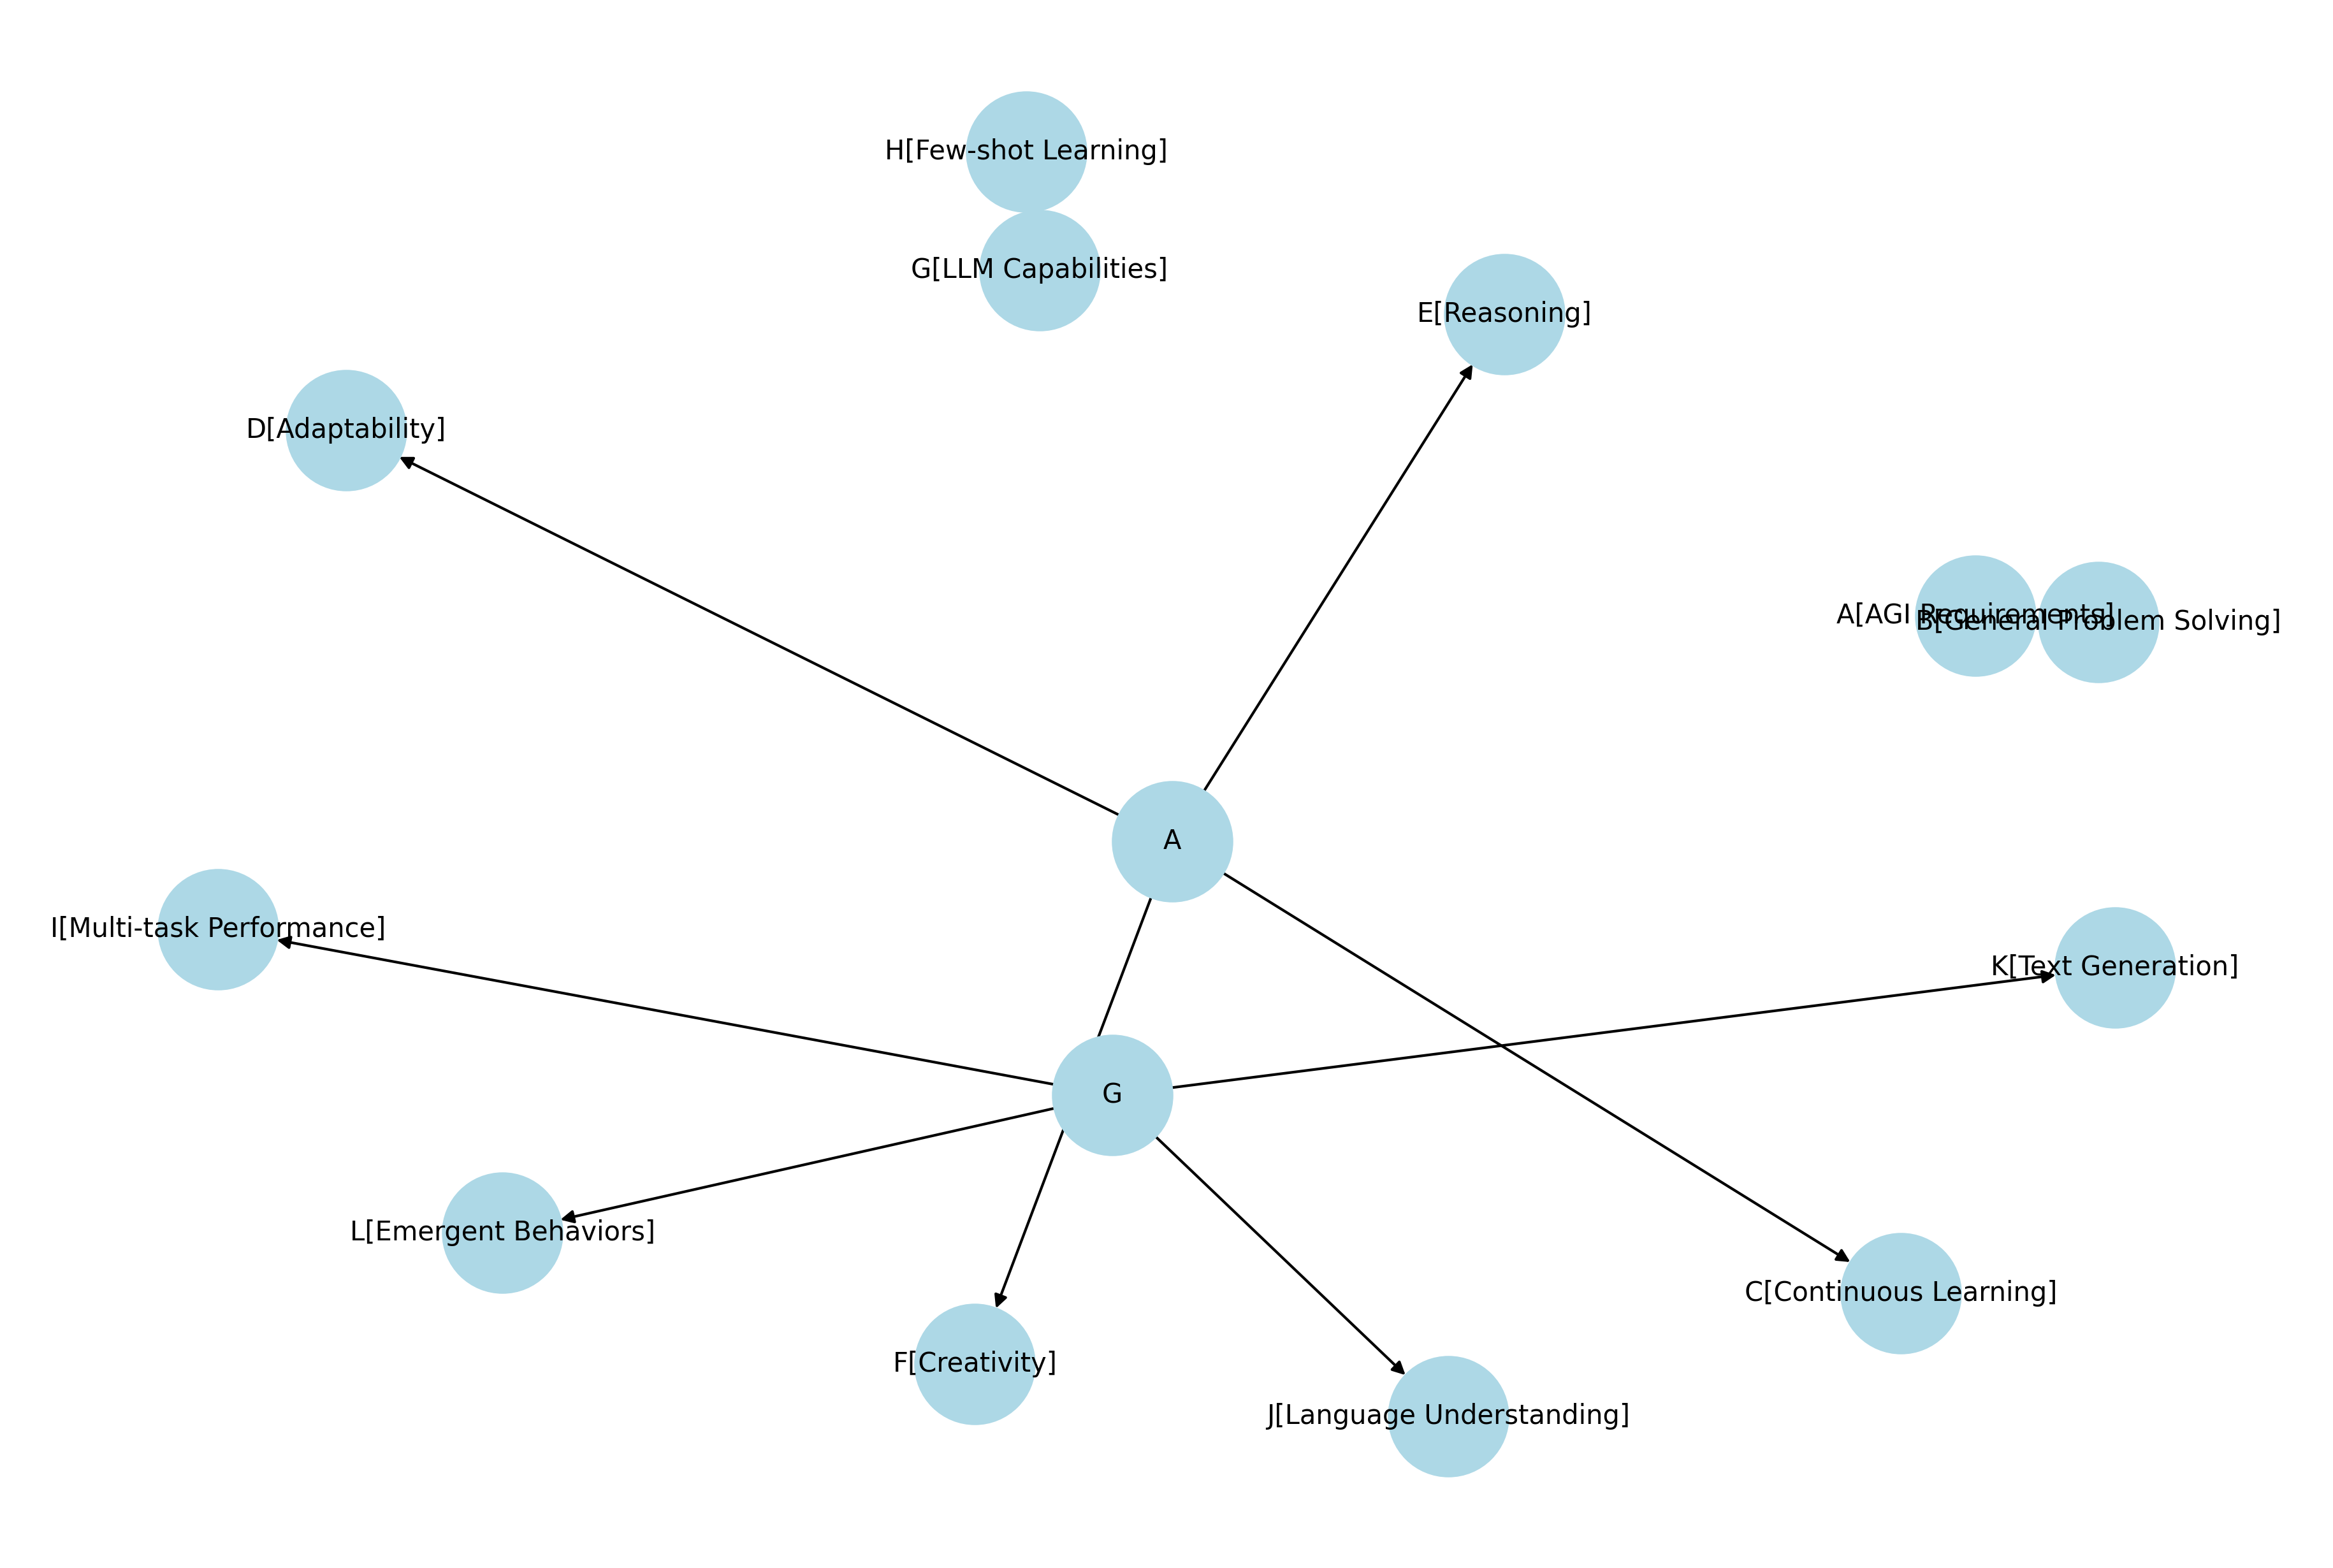 H[Few-shot Learning]
G[LLM Capabilities]
E[Reasoning]
D[Adaptability]
A[AGI Requirements]
B[General Problem Solving]
A
I[Multi-task Performance]
K[Text Generation]
G
L[Emergent Behaviors]
C[Continuous Learning]
F[Creativity]
J[Language Understanding]